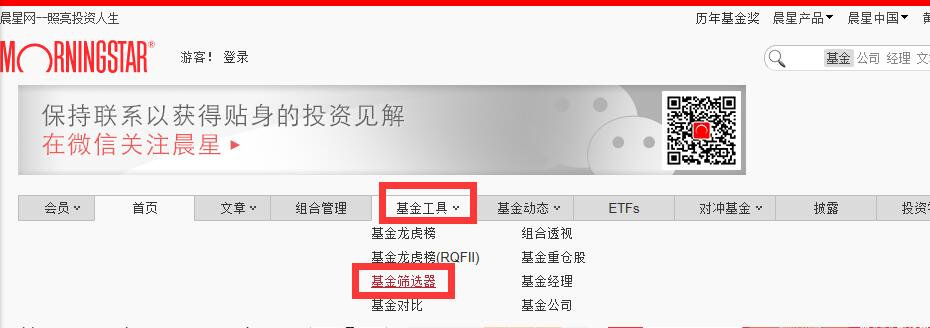 晨星网--照亮投资人生 历年基金奖 晨星产品 晨星中国
MORNINGSTAR® 游客! 登录 基金 公司 经理
保持联系以获得贴身的投资见解
在微信关注晨星
会员 首页 文章 组合管理 基金工具 基金动态 ETFs 对冲基金 披露 投资
基金龙虎榜 组合透视
基金龙虎榜(RQFII) 基金重仓股
基金筛选器 基金经理
基金对比 基金公司